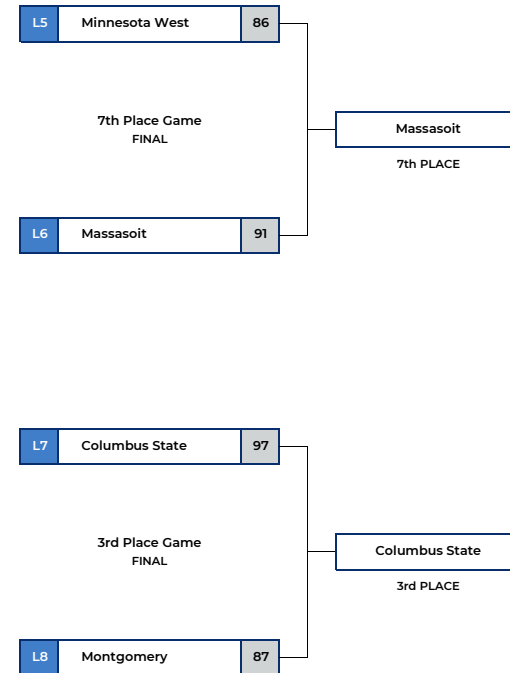 L5 Minnesota West 86
7th Place Game
FINAL
Massasoit
7th PLACE
L6 Massasoit 91
L7 Columbus State 97
3rd Place Game
FINAL
Columbus State
3rd PLACE
L8 Montgomery 87